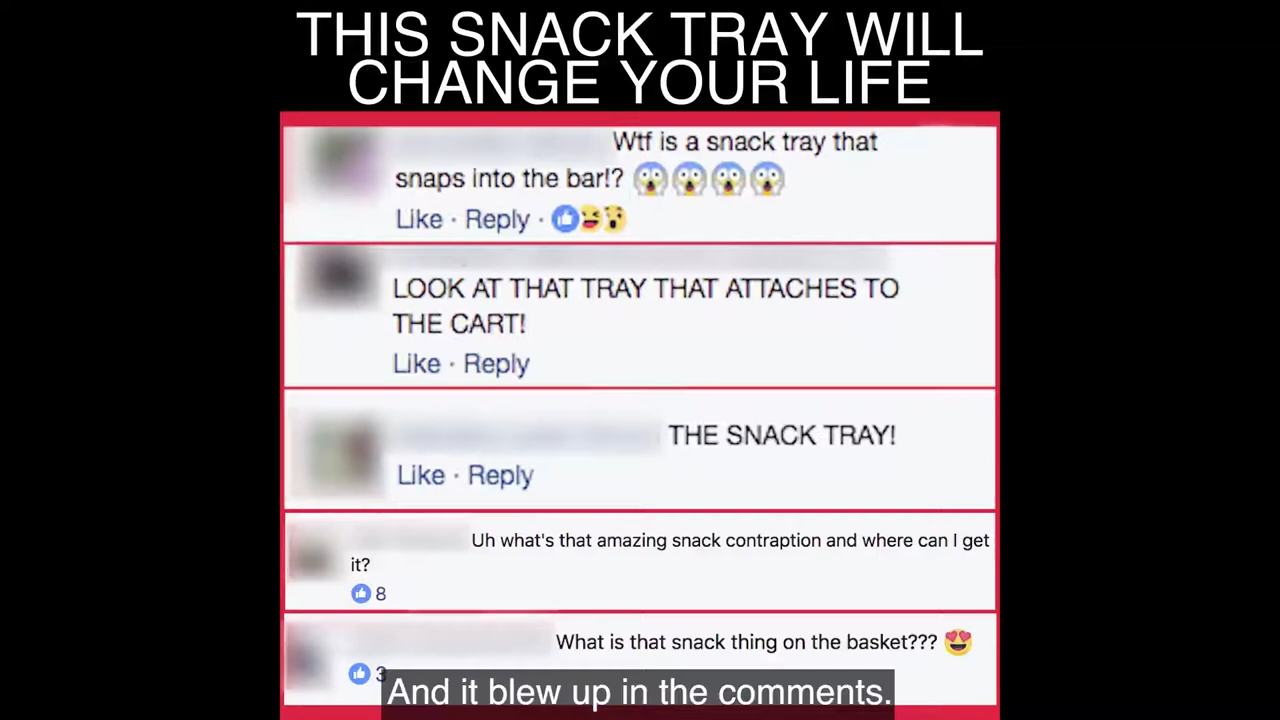 THIS SNACK TRAY WILL
CHANGE YOUR LIFE
Wtf is a snack tray that
snaps into the bar!? 😱😱😱😱
Like · Reply ·
LOOK AT THAT TRAY THAT ATTACHES TO
THE CART!
Like · Reply
THE SNACK TRAY!
Like · Reply
Uh what's that amazing snack contraption and where can I get
it?
8
What is that snack thing on the basket??? 😍
3
And it blew up in the comments.